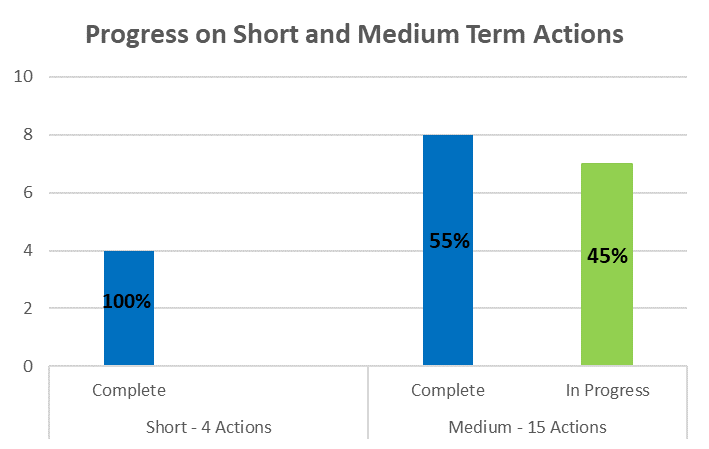 Progress on Short and Medium Term Actions
10
8
6
4
2
0
100%
55%
45%
Complete
Complete
In Progress
Short - 4 Actions
Medium - 15 Actions